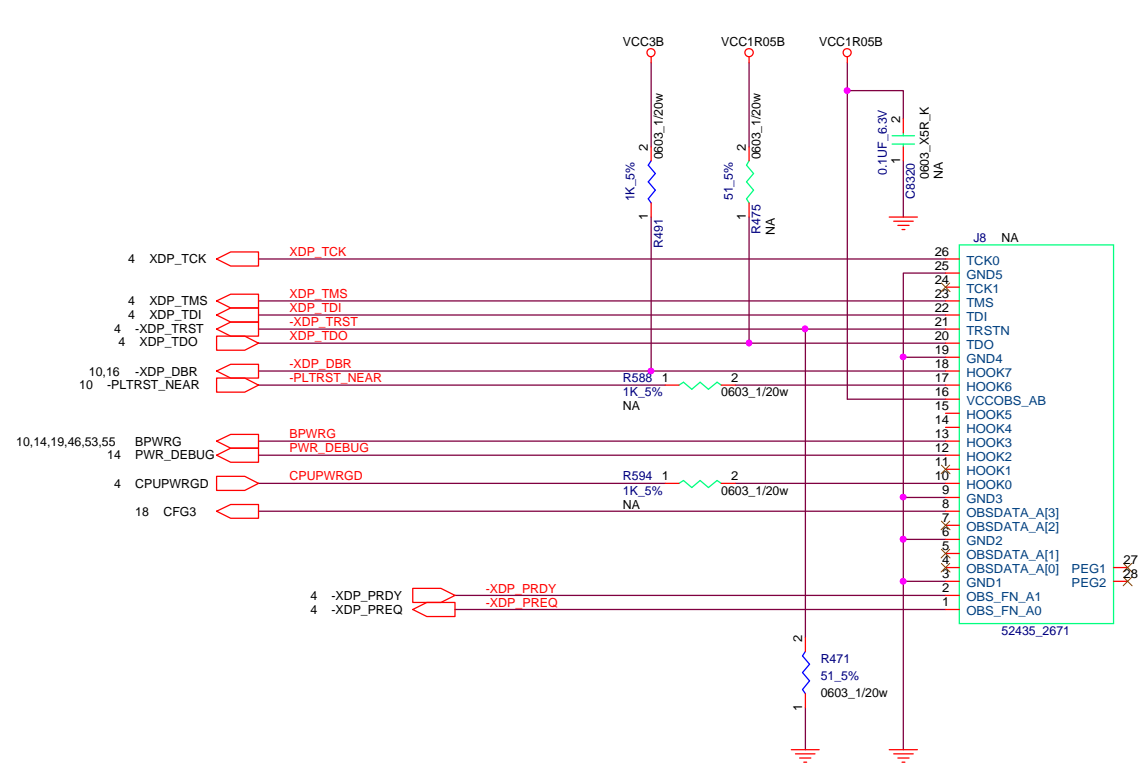 VCC3B
VCC1R05B
VCC1R05B
2
0603_1/20w
1K_5%
1
R491
2
0603_1/20w
51_5%
1
R475
NA
0.1UF_6.3V
2
1
C8320
0603_X5R_K
NA
J8 NA
4 XDP_TCK XDP_TCK 26 TCK0
25 GND5
24 TCK1
4 XDP_TMS XDP_TMS 23 TMS
4 XDP_TDI XDP_TDI 22 TDI
4 -XDP_TRST -XDP_TRST 21 TRSTN
4 XDP_TDO XDP_TDO 20 TDO
19 GND4
10,16 -XDP_DBR -XDP_DBR 18 HOOK7
10 -PLTRST_NEAR -PLTRST_NEAR R588 1 2 17 HOOK6
1K_5% 0603_1/20w
NA
16 VCCOBS_AB
15 HOOK5
14 HOOK4
10,14,19,46,53,55 BPWRG BPWRG 13 HOOK3
14 PWR_DEBUG PWR_DEBUG 12 HOOK2
11 HOOK1
4 CPUPWRGD CPUPWRGD R594 1 2 10 HOOK0
1K_5% 0603_1/20w
NA
9 GND3
18 CFG3 8 OBSDATA_A[3]
7 OBSDATA_A[2]
6 GND2
5 OBSDATA_A[1]
4 OBSDATA_A[0] PEG1 27
3 GND1 PEG2 28
4 -XDP_PRDY -XDP_PRDY 2 OBS_FN_A1
4 -XDP_PREQ -XDP_PREQ 1 OBS_FN_A0
52435_2671
2
R471
51_5%
0603_1/20w
1